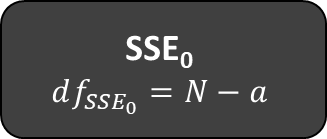 SSE₀
df_{SSE₀} = N − a